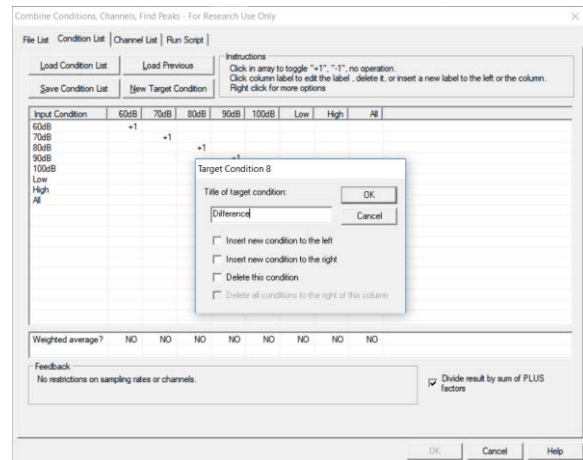 Combine Conditions, Channels, Find Peaks - For Research Use Only
File List Condition List Channel List Run Script
Load Condition List Load Previous
Save Condition List New Target Condition
Instructions
Click in array to toggle "+1", "-1", no operation.
Click column label to edit the label , delete it, or insert a new label to the left or the column.
Right click for more options
Input Condition 60dB 70dB 80dB 90dB 100dB Low High All
60dB +1
70dB +1
80dB +1
90dB +1
100dB
Low
High
All
Target Condition 8
Title of target condition:
OK
Difference
Cancel
Insert new condition to the left
Insert new condition to the right
Delete this condition
Delete all conditions to the right of this column
Weighted average? NO NO NO NO NO NO NO NO
Feedback
No restrictions on sampling rates or channels.
Divide result by sum of PLUS
factors
OK Cancel Help